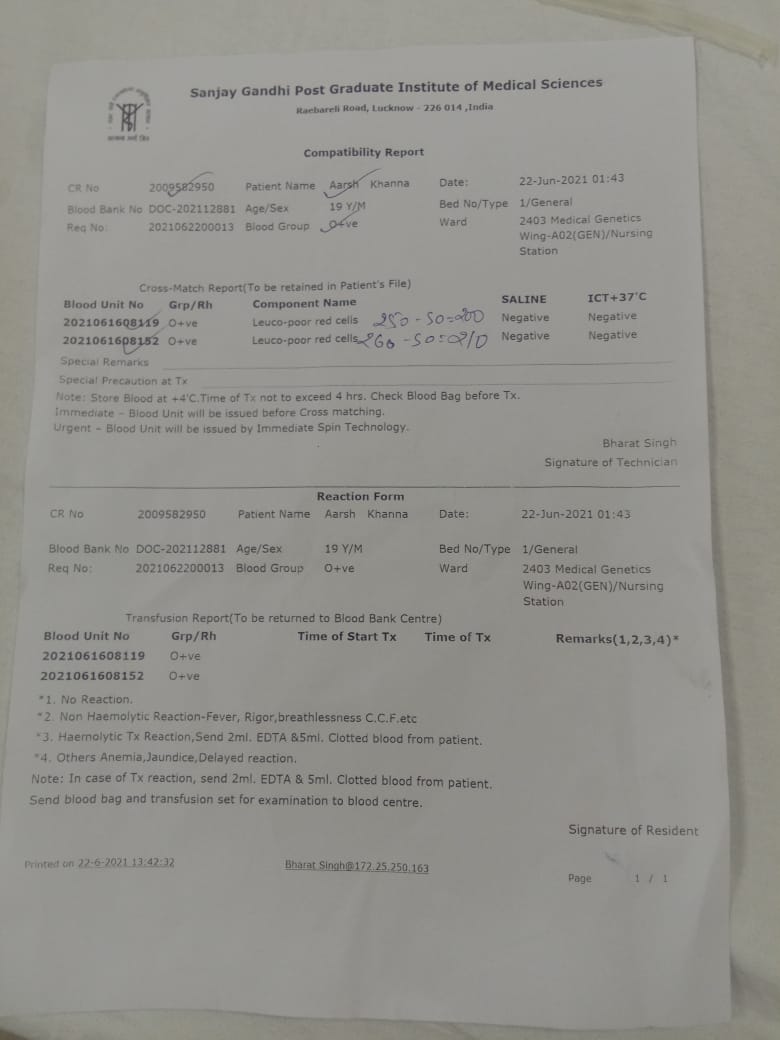 Sanjay Gandhi Post Graduate Institute of Medical Sciences
Raebareli Road, Lucknow - 226 014 ,India
Compatibility Report
CR No 2009582950 Patient Name Aarsh Khanna Date: 22-Jun-2021 01:43
Blood Bank No DOC-202112881 Age/Sex 19 Y/M Bed No/Type 1/General
Req No: 2021062200013 Blood Group O+ve Ward 2403 Medical Genetics
Wing-A02(GEN)/Nursing
Station
Cross-Match Report(To be retained in Patient's File)
Blood Unit No Grp/Rh Component Name SALINE ICT+37'C
2021061608119 O+ve Leuco-poor red cells 250-50=200 Negative Negative
2021061608152 O+ve Leuco-poor red cells 260-50=210 Negative Negative
Special Remarks
Special Precaution at Tx
Note: Store Blood at +4'C.Time of Tx not to exceed 4 hrs. Check Blood Bag before Tx.
Immediate - Blood Unit will be issued before Cross matching.
Urgent - Blood Unit will be issued by Immediate Spin Technology.
Bharat Singh
Signature of Technician
Reaction Form
CR No 2009582950 Patient Name Aarsh Khanna Date: 22-Jun-2021 01:43
Blood Bank No DOC-202112881 Age/Sex 19 Y/M Bed No/Type 1/General
Req No: 2021062200013 Blood Group O+ve Ward 2403 Medical Genetics
Wing-A02(GEN)/Nursing
Station
Transfusion Report(To be returned to Blood Bank Centre)
Blood Unit No Grp/Rh Time of Start Tx Time of Tx Remarks(1,2,3,4)*
2021061608119 O+ve
2021061608152 O+ve
*1. No Reaction.
*2. Non Haemolytic Reaction-Fever, Rigor,breathlessness C.C.F.etc
*3. Haemolytic Tx Reaction,Send 2ml. EDTA &5ml. Clotted blood from patient.
*4. Others Anemia,Jaundice,Delayed reaction.
Note: In case of Tx reaction, send 2ml. EDTA & 5ml. Clotted blood from patient.
Send blood bag and transfusion set for examination to blood centre.
Signature of Resident
Printed on 22-6-2021 13:42:32 Bharat Singh@172.25.250.163
Page 1 / 1